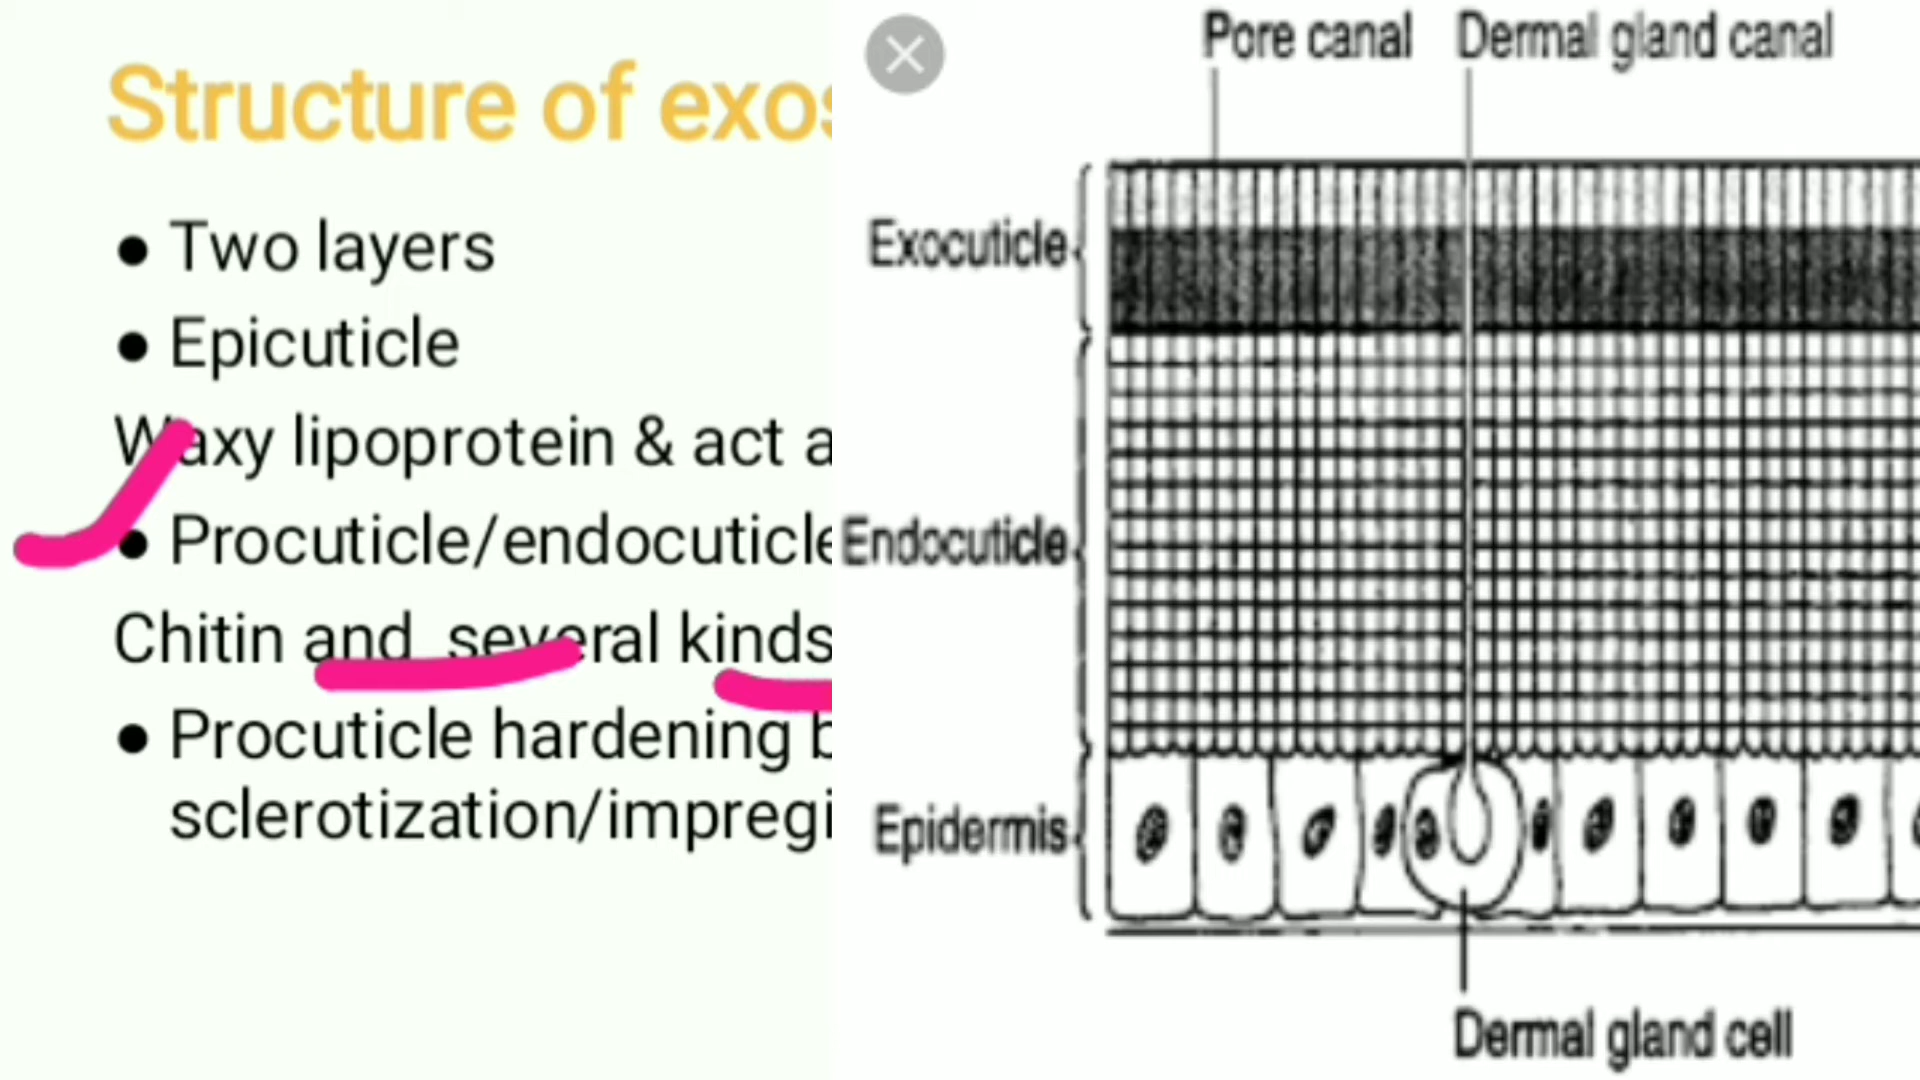 Structure of exos
● Two layers
● Epicuticle
Waxy lipoprotein & act a
● Procuticle/endocuticle
Chitin and several kinds
● Procuticle hardening b
sclerotization/impregi
Pore canal
Dermal gland canal
Exocuticle
Endocuticle
Epidermis
Dermal gland cell